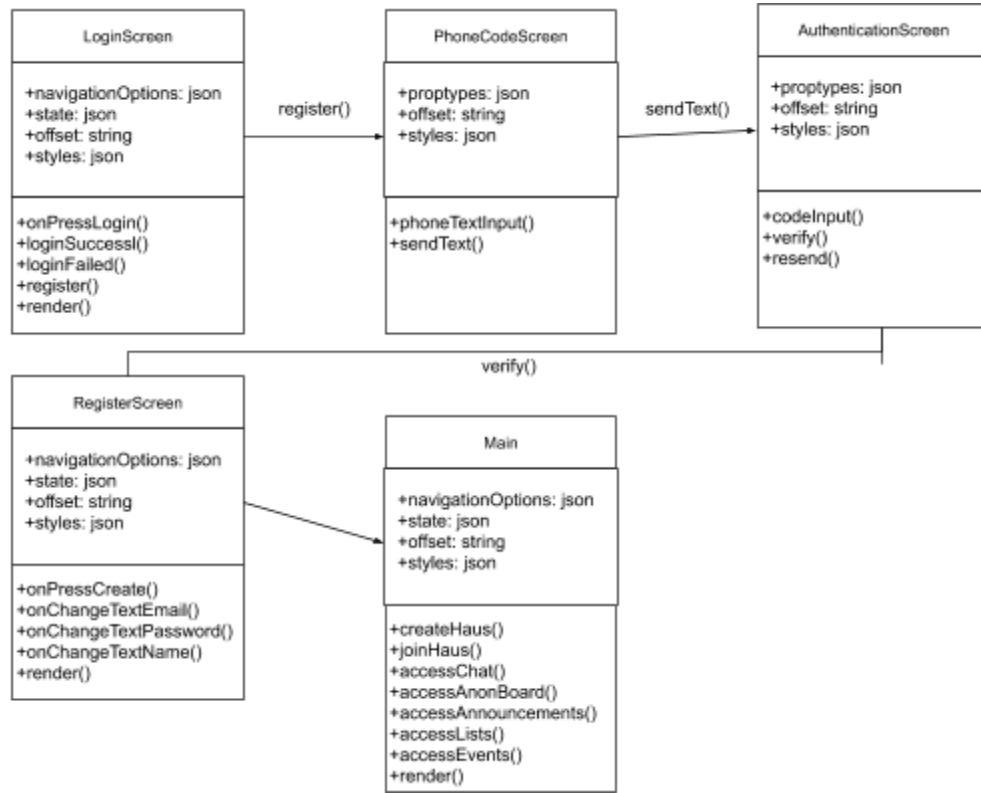 LoginScreen
+navigationOptions: json
+state: json
+offset: string
+styles: json
+onPressLogin()
+loginSuccessl()
+loginFailed()
+register()
+render()
register()
PhoneCodeScreen
+proptypes: json
+offset: string
+styles: json
+phoneTextInput()
+sendText()
sendText()
AuthenticationScreen
+proptypes: json
+offset: string
+styles: json
+codeInput()
+verify()
+resend()
verify()
RegisterScreen
+navigationOptions: json
+state: json
+offset: string
+styles: json
+onPressCreate()
+onChangeTextEmail()
+onChangeTextPassword()
+onChangeTextName()
+render()
Main
+navigationOptions: json
+state: json
+offset: string
+styles: json
+createHaus()
+joinHaus()
+accessChat()
+accessAnonBoard()
+accessAnnouncements()
+accessLists()
+accessEvents()
+render()